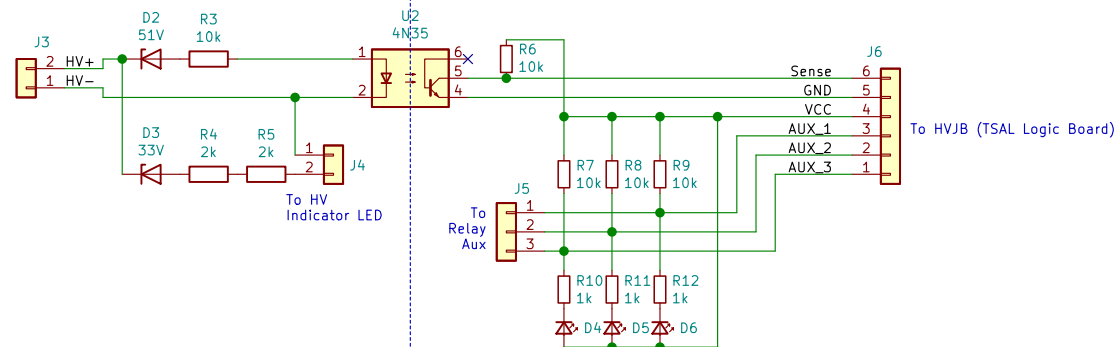 J3
2 HV+
1 HV-
D2
51V
R3
10k
U2
4N35
1
2
6
5
4
R6
10k
D3
33V
R4
2k
R5
2k
1
2
J4
To HV
Indicator LED
J6
Sense 6
GND 5
VCC 4
AUX_1 3
AUX_2 2
AUX_3 1
To HVJB (TSAL Logic Board)
R7
10k
R8
10k
R9
10k
J5
To
Relay
Aux
1
2
3
R10
1k
R11
1k
R12
1k
D4
D5
D6